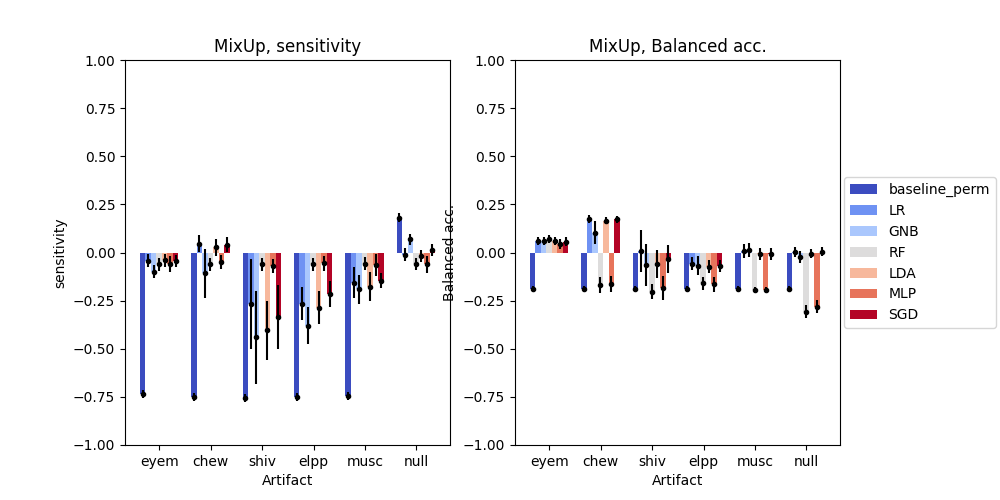 MixUp, sensitivity
1.00
0.75
0.50
0.25
0.00
−0.25
−0.50
−0.75
−1.00
sensitivity
eyem chew shiv elpp musc null
Artifact
MixUp, Balanced acc.
1.00
0.75
0.50
0.25
0.00
−0.25
−0.50
−0.75
−1.00
Balanced acc.
eyem chew shiv elpp musc null
Artifact
baseline_perm
LR
GNB
RF
LDA
MLP
SGD